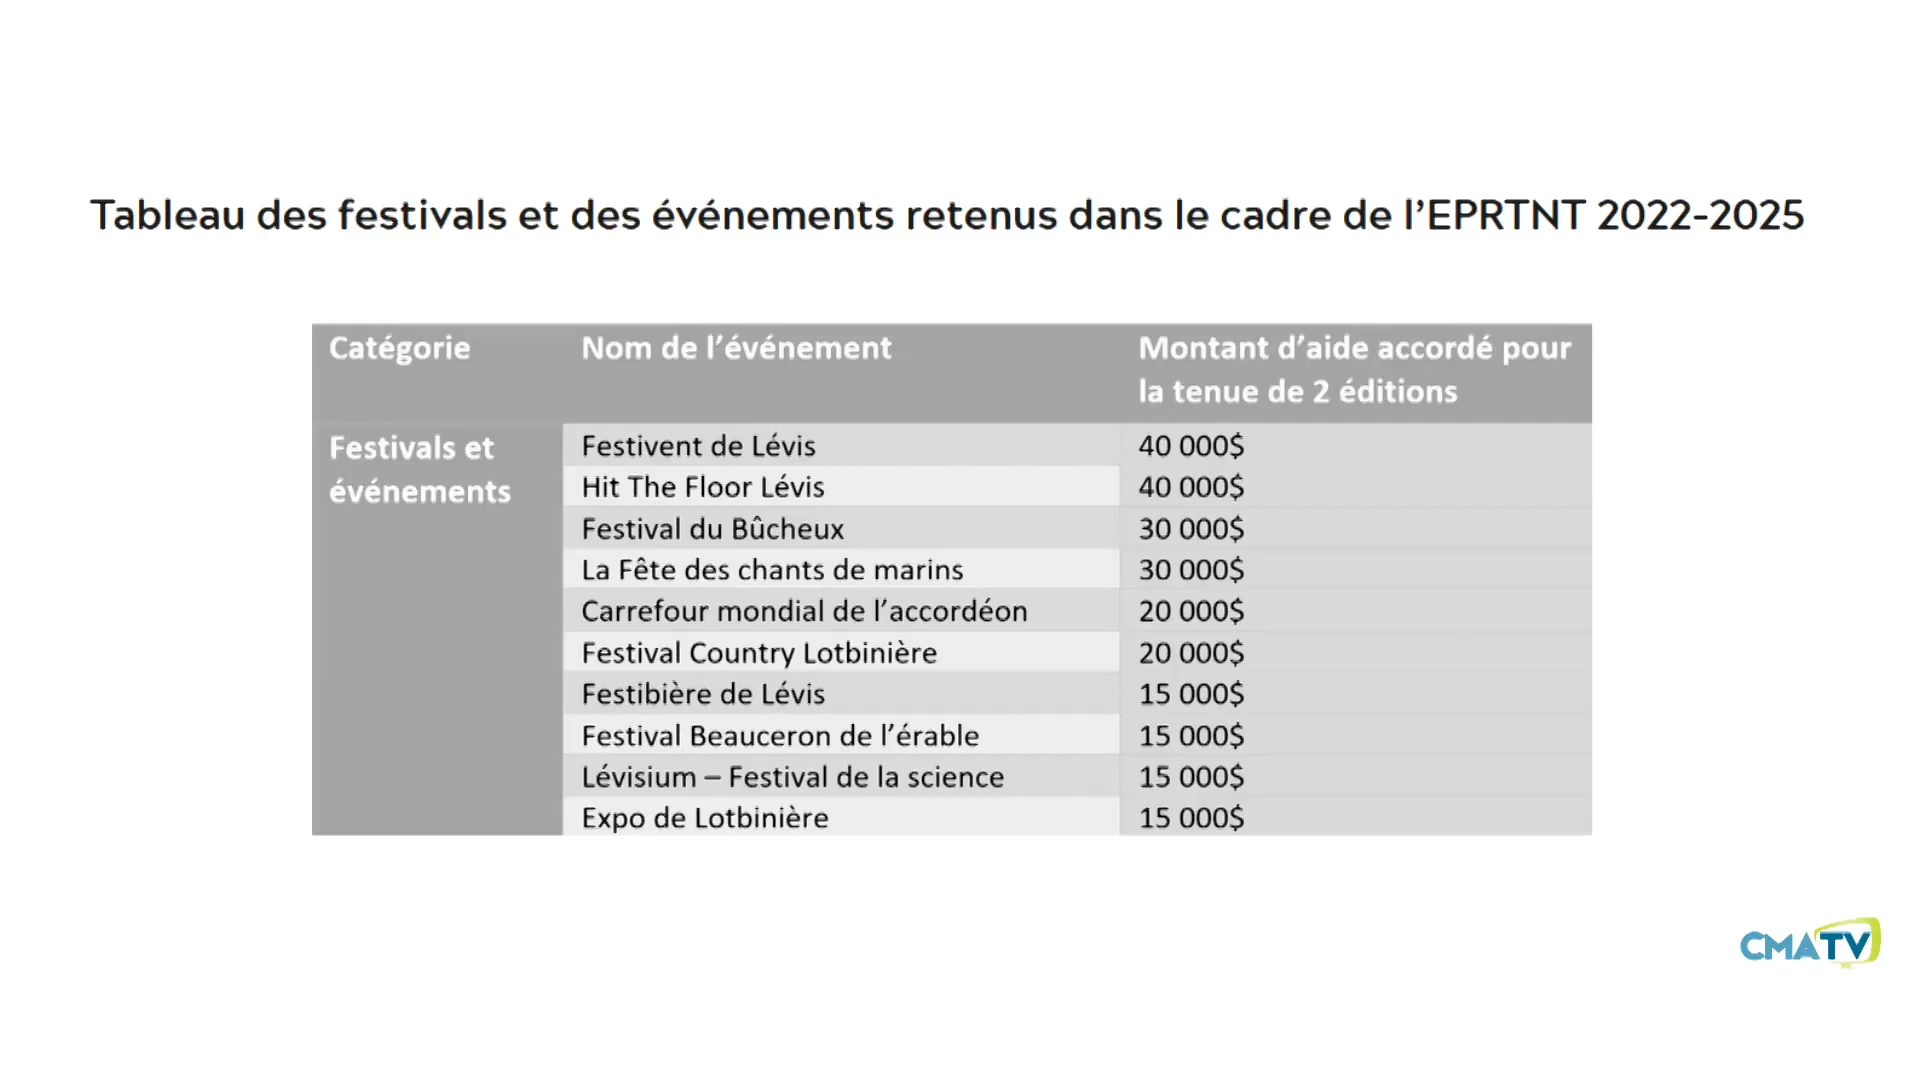 Tableau des festivals et des événements retenus dans le cadre de l’EPRTNT 2022-2025
Catégorie Nom de l’événement Montant d’aide accordé pour
la tenue de 2 éditions
Festivals et Festivent de Lévis 40 000$
événements Hit The Floor Lévis 40 000$
Festival du Bûcheux 30 000$
La Fête des chants de marins 30 000$
Carrefour mondial de l’accordéon 20 000$
Festival Country Lotbinière 20 000$
Festibière de Lévis 15 000$
Festival Beauceron de l’érable 15 000$
Lévisium – Festival de la science 15 000$
Expo de Lotbinière 15 000$
CMATV